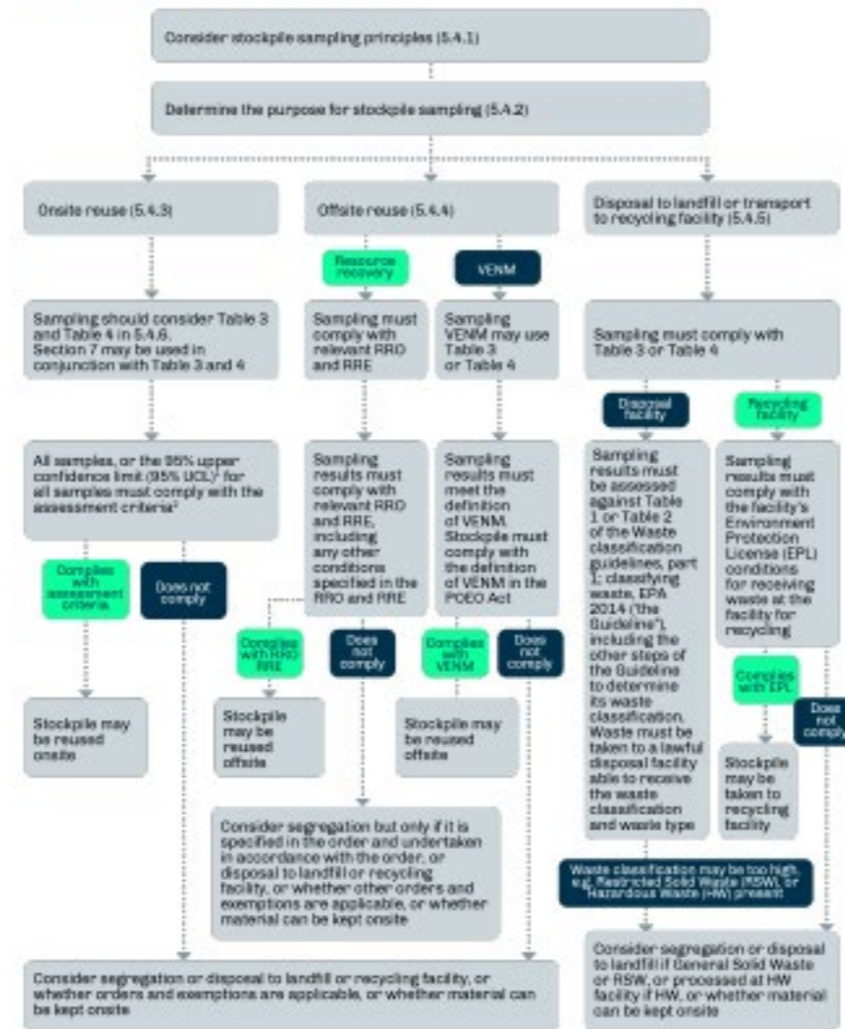 Consider stockpile sampling principles (5.4.1)
Determine the purpose for stockpile sampling (5.4.2)
Onsite reuse (5.4.3)
Offsite reuse (5.4.4)
Disposal to landfill or transport
to recycling facility (5.4.5)
Resource
recovery
VENM
Sampling should consider Table 3
and Table 4 in 5.4.6.
Section 7 may be used in
conjunction with Table 3 and 4
Sampling must
comply with
relevant RRO
and RRE
Sampling
VENM may use
Table 3
or Table 4
Sampling must comply with
Table 3 or Table 4
Disposal
facility
Recycling
facility
All samples, or the 95% upper
confidence limit (95% UCL)¹ for
all samples must comply with the
assessment criteria²
Sampling
results must
comply with
relevant RRO
and RRE,
including
any other
conditions
specified in the
RRO and RRE
Sampling
results must
meet the
definition
of VENM.
Stockpile must
comply with
the definition
of VENM in the
POEO Act
Sampling
results must
be assessed
against Table
1 or Table 2
of the Waste
classification
guidelines, part
1: classifying
waste, EPA
2014 ("the
Guideline"),
including the
other steps of
the Guideline
to determine
its waste
classification.
Waste must be
taken to a lawful
disposal facility
able to receive
the waste
classification
and waste type
Sampling
results must
comply with
the facility's
Environment
Protection
License (EPL)
conditions
for receiving
waste at the
facility for
recycling
Complies
with
assessment
criteria
Does not
comply
Complies
with RRO
RRE
Does
not
comply
Complies
with VENM
Does
not
comply
Complies
with EPL
Does
not
comply
Stockpile may
be reused
onsite
Stockpile
may be
reused
offsite
Stockpile may
be reused
offsite
Stockpile
may be
taken to
recycling
facility
Consider segregation but only if it is
specified in the order and undertaken
in accordance with the order, or
disposal to landfill or recycling
facility, or whether other orders and
exemptions are applicable, or whether
material can be kept onsite
Waste classification may be too high,
e.g. Restricted Solid Waste (RSW), or
Hazardous Waste (HW) present
Consider segregation or disposal to landfill or recycling facility, or
whether orders and exemptions are applicable, or whether material can
be kept onsite
Consider segregation or disposal
to landfill if General Solid Waste
or RSW, or processed at HW
facility if HW, or whether material
can be kept onsite